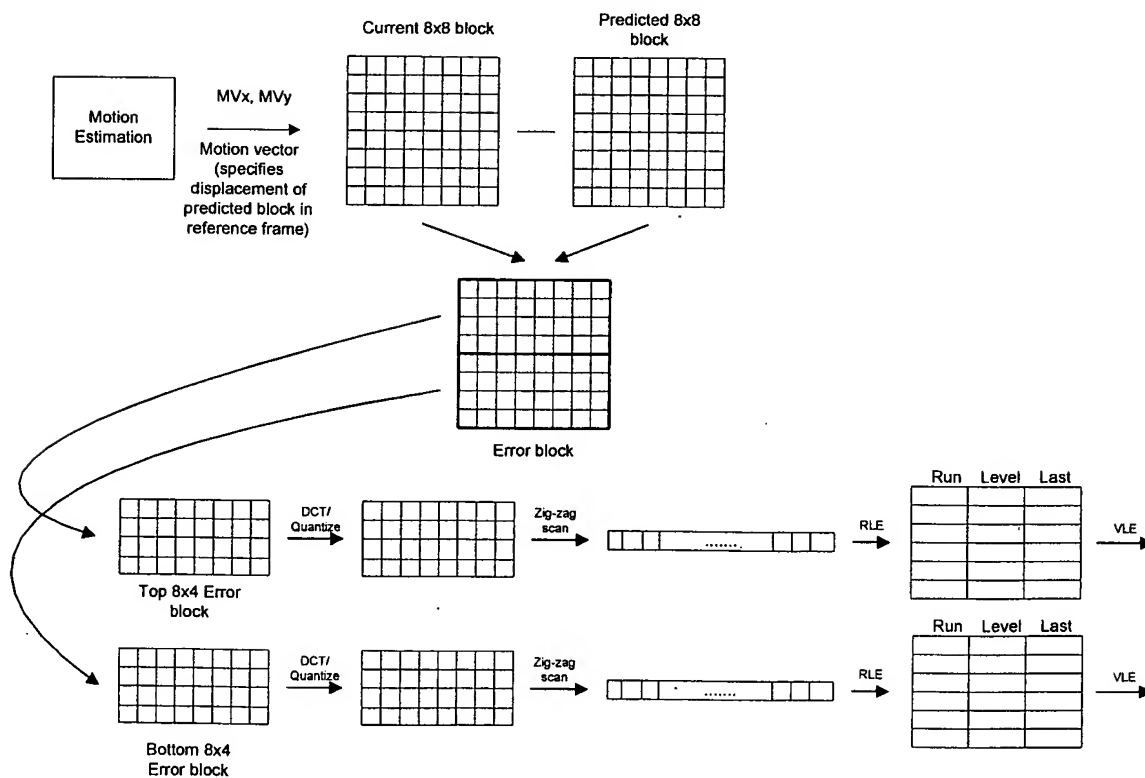 Current 8x8 block
Predicted 8x8
block
Motion
Estimation
MVx, MVy
Motion vector
(specifies
displacement of
predicted block in
reference frame)
Error block
Top 8x4 Error
block
DCT/
Quantize
Zig-zag
scan
.......
RLE
Run Level Last
VLE
Bottom 8x4
Error block
DCT/
Quantize
Zig-zag
scan
.......
RLE
Run Level Last
VLE